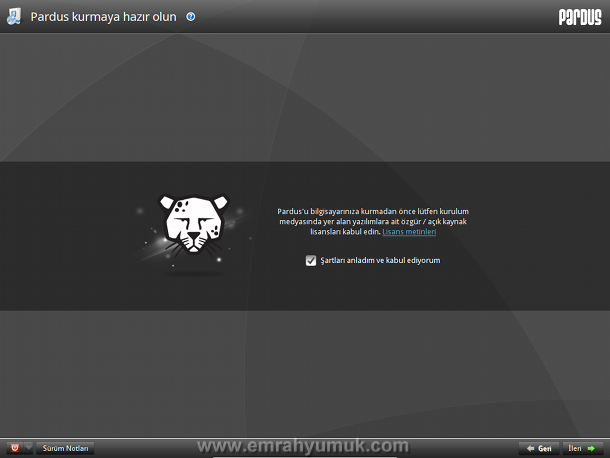 Pardus kurmaya hazır olun
PARDUS
Pardus'u bilgisayarınıza kurmadan önce lütfen kurulum
medyasında yer alan yazılımlara ait özgür / açık kaynak
lisansları kabul edin. Lisans metinleri
Şartları anladım ve kabul ediyorum
Sürüm Notları
www.emrahyumuk.com
Geri
İleri